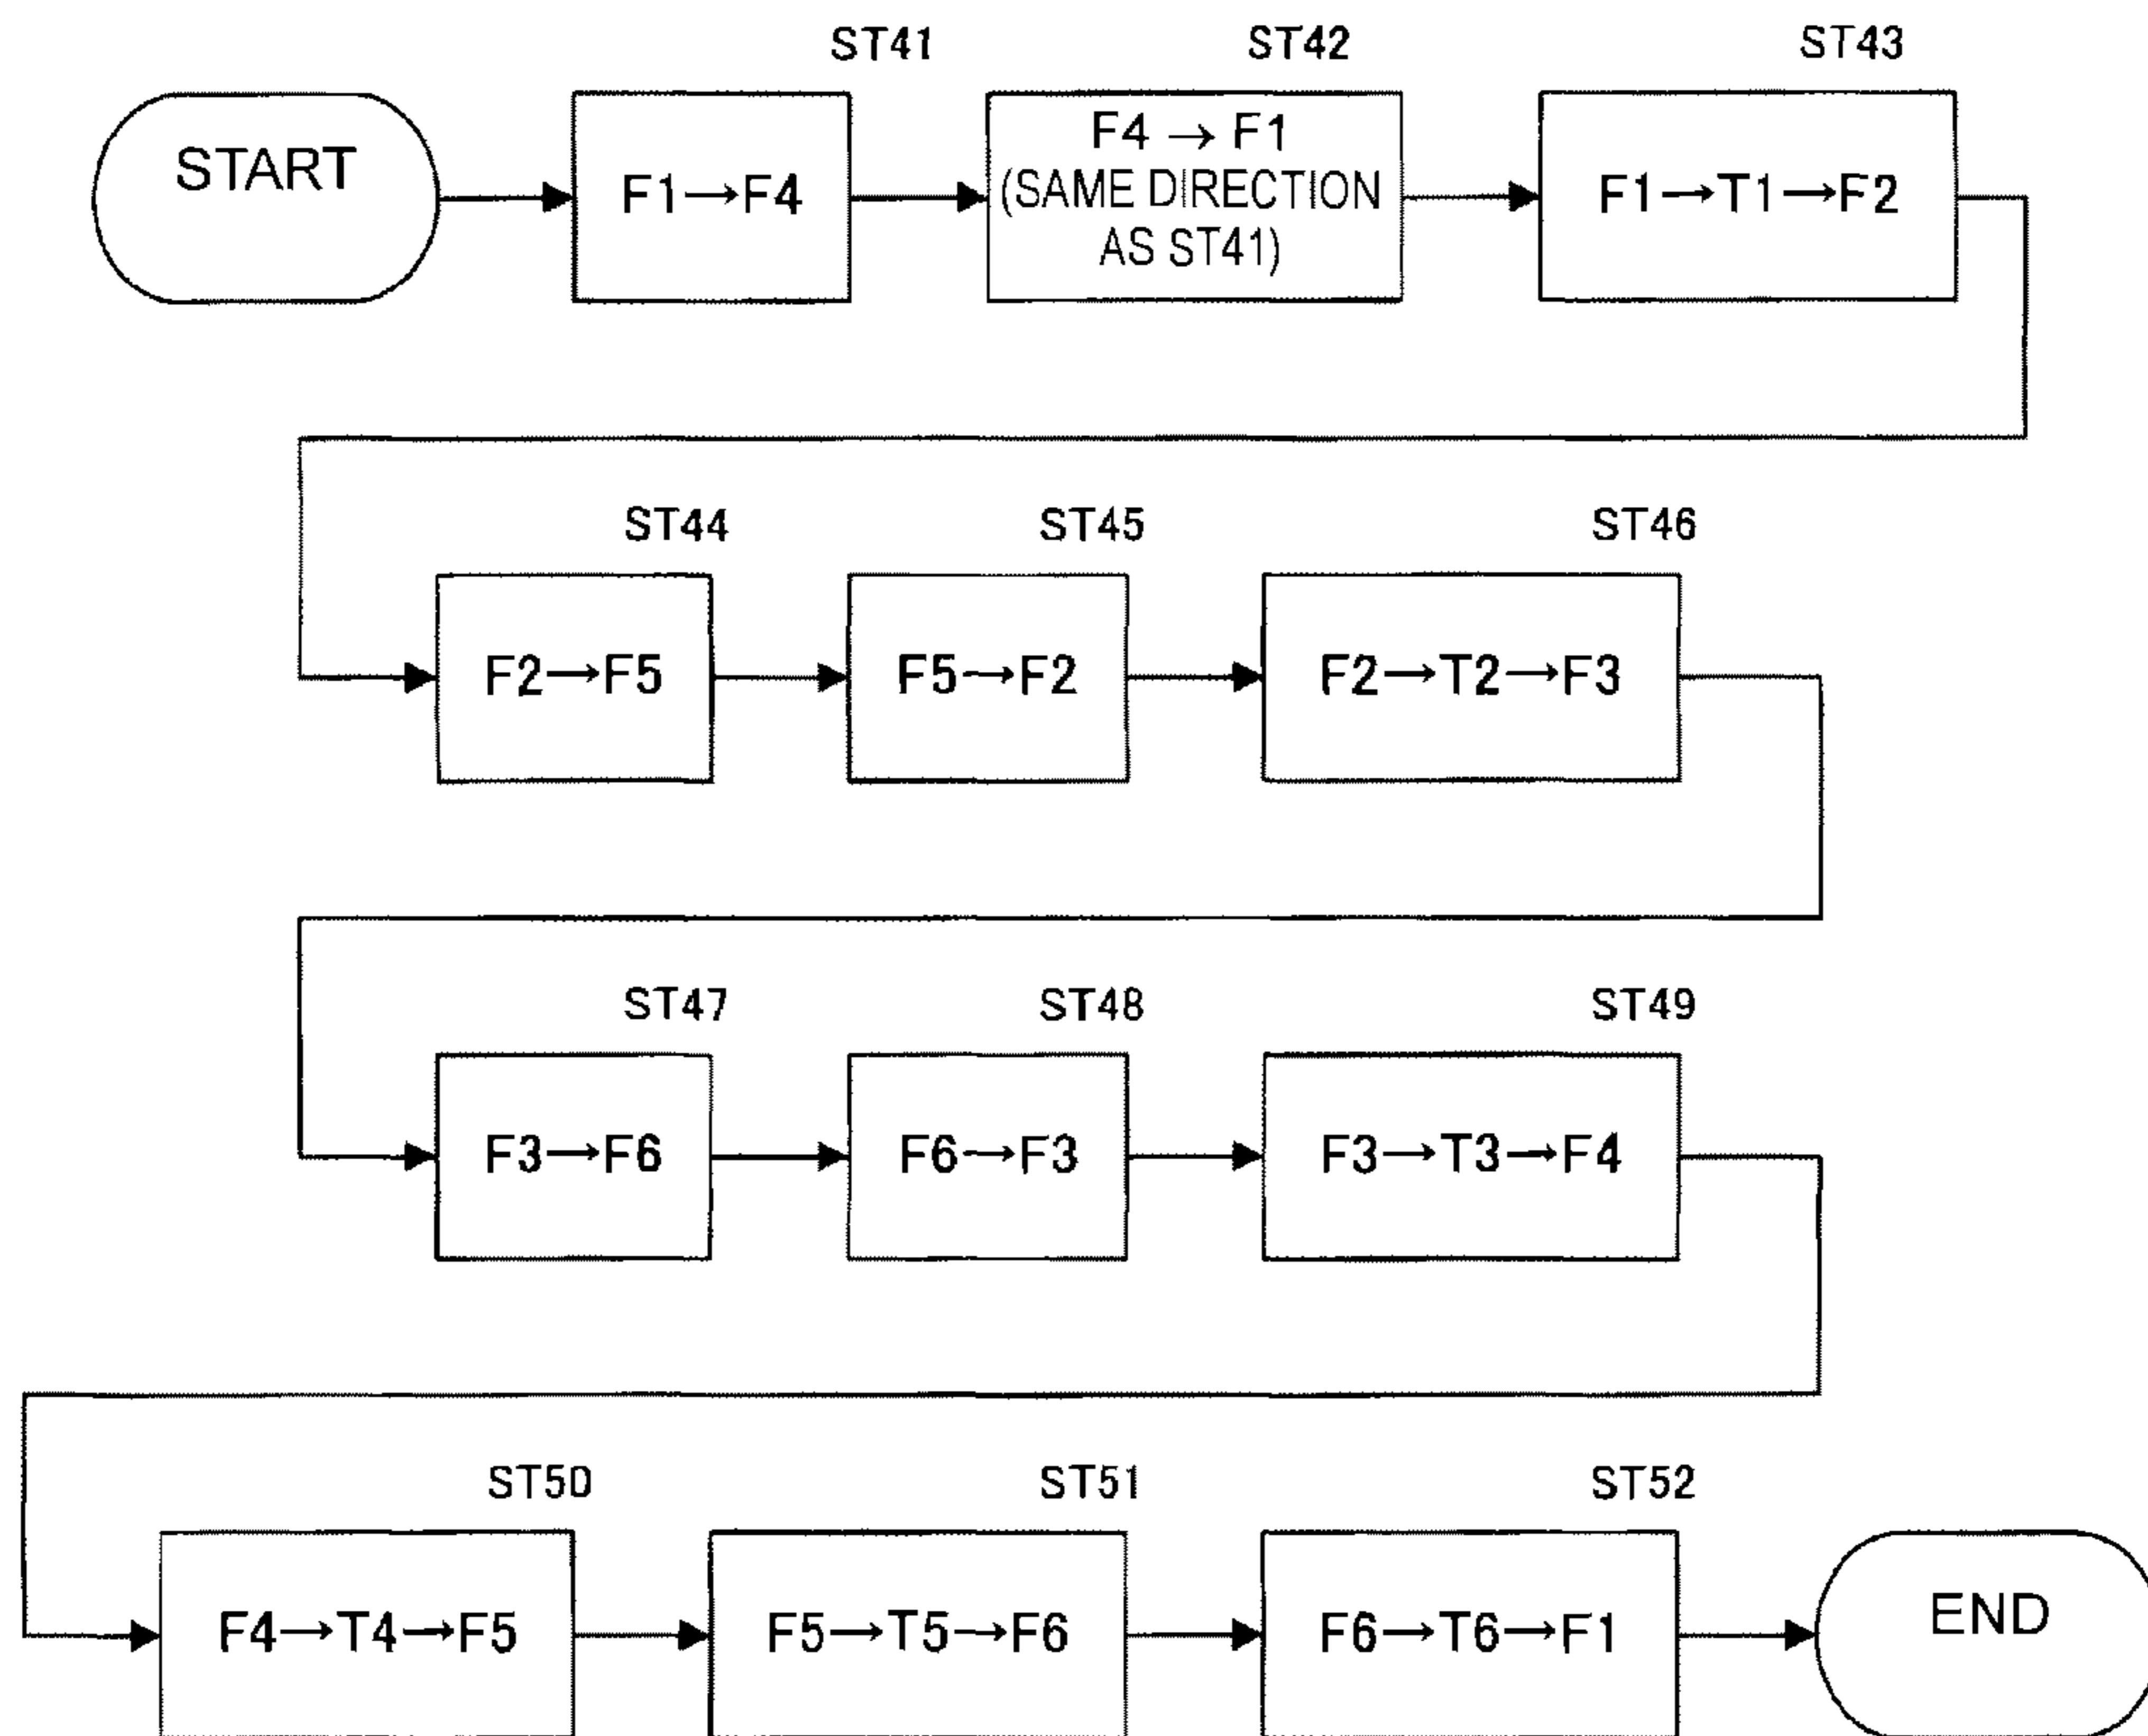 ST41
ST42
ST43
START
F1→F4
F4 → F1
(SAME DIRECTION
AS ST41)
F1→T1→F2
ST44
ST45
ST46
F2→F5
F5→F2
F2→T2→F3
ST47
ST48
ST49
F3→F6
F6→F3
F3→T3→F4
ST50
ST51
ST52
F4→T4→F5
F5→T5→F6
F6→T6→F1
END